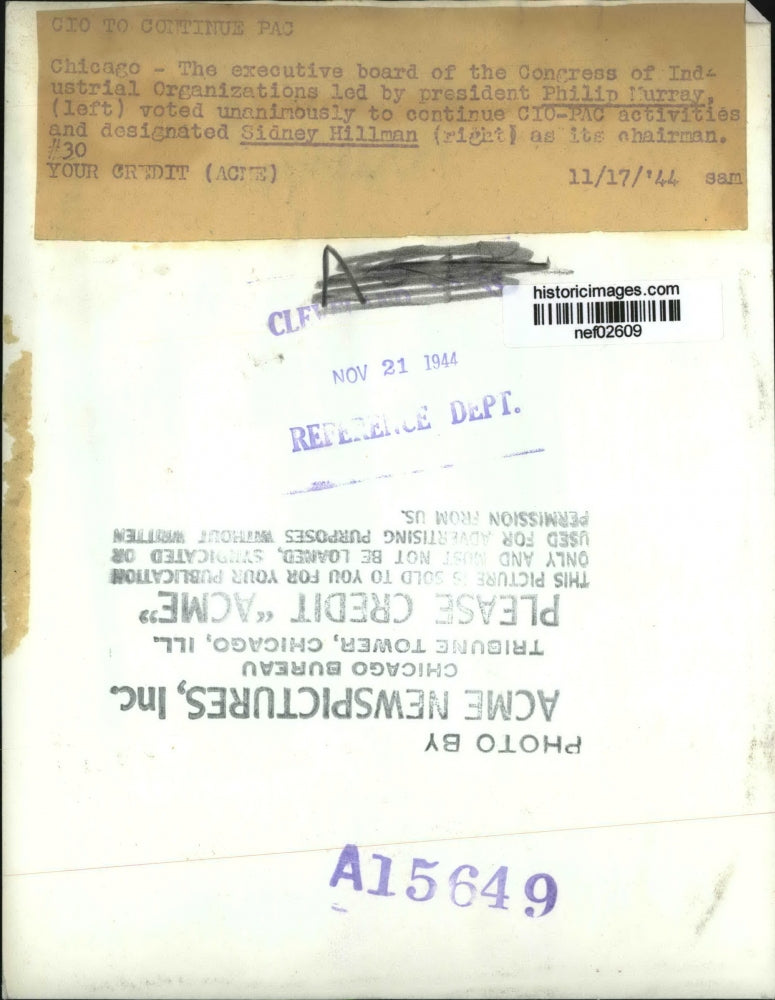 CIO TO CONTINUE PAC
Chicago - The executive board of the Congress of Ind-
ustrial Organizations led by president Philip Murray,
(left) voted unanimously to continue CIO-PAC activities
and designated Sidney Hillman (right) as its chairman.
#30
YOUR CREDIT (ACME) 11/17/'44 sam
A
historicimages.com
nef02609
NOV 21 1944
REFERENCE DEPT.
PHOTO BY
ACME NEWSPICTURES, Inc.
CHICAGO BUREAU
TRIBUNE TOWER, CHICAGO, ILL.
PLEASE CREDIT "ACME"
THIS PICTURE IS SOLD TO YOU FOR YOUR PUBLICATION
ONLY AND MUST NOT BE LOANED, SYNDICATED OR
USED FOR ADVERTISING PURPOSES WITHOUT WRITTEN
PERMISSION FROM US.
A15649